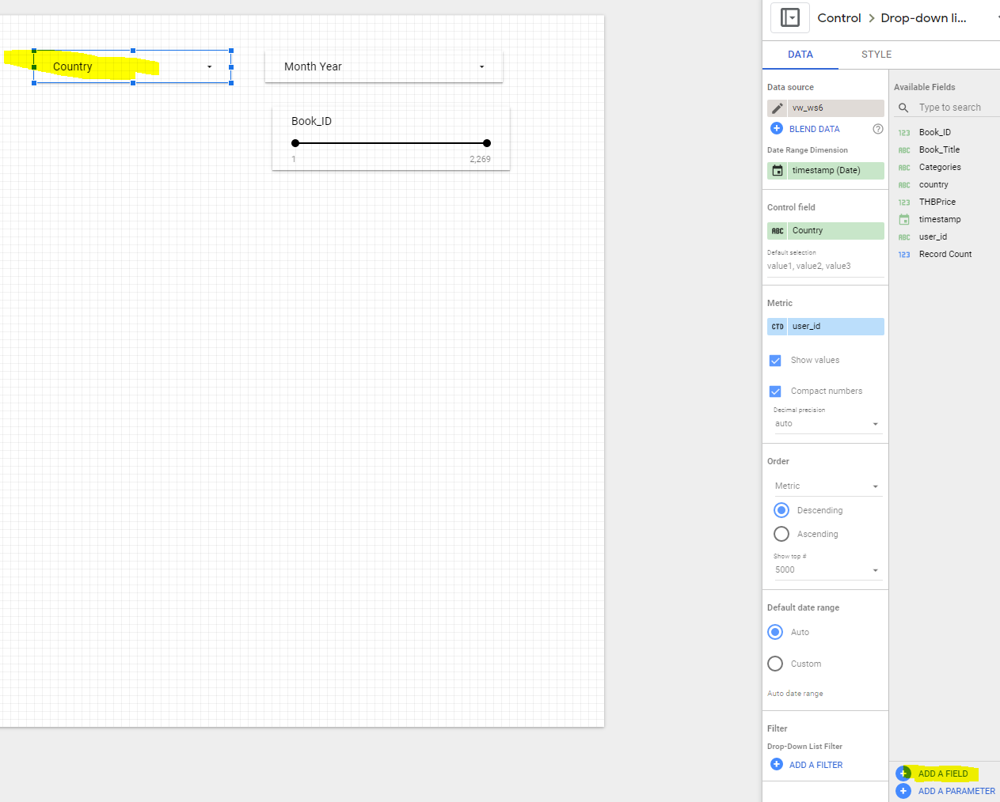 Control > Drop-down li...
DATA STYLE
Country
Month Year
Book_ID
1 2,269
Data source
vw_ws6
BLEND DATA
Date Range Dimension
timestamp (Date)
Control field
ABC Country
Default selection
value1, value2, value3
Metric
CTD user_id
Show values
Compact numbers
Decimal precision
auto
Order
Metric
Descending
Ascending
Show top #
5000
Default date range
Auto
Custom
Auto date range
Filter
Drop-Down List Filter
ADD A FILTER
Available Fields
Type to search
123 Book_ID
ABC Book_Title
ABC Categories
ABC country
123 THBPrice
timestamp
ABC user_id
123 Record Count
ADD A FIELD
ADD A PARAMETER